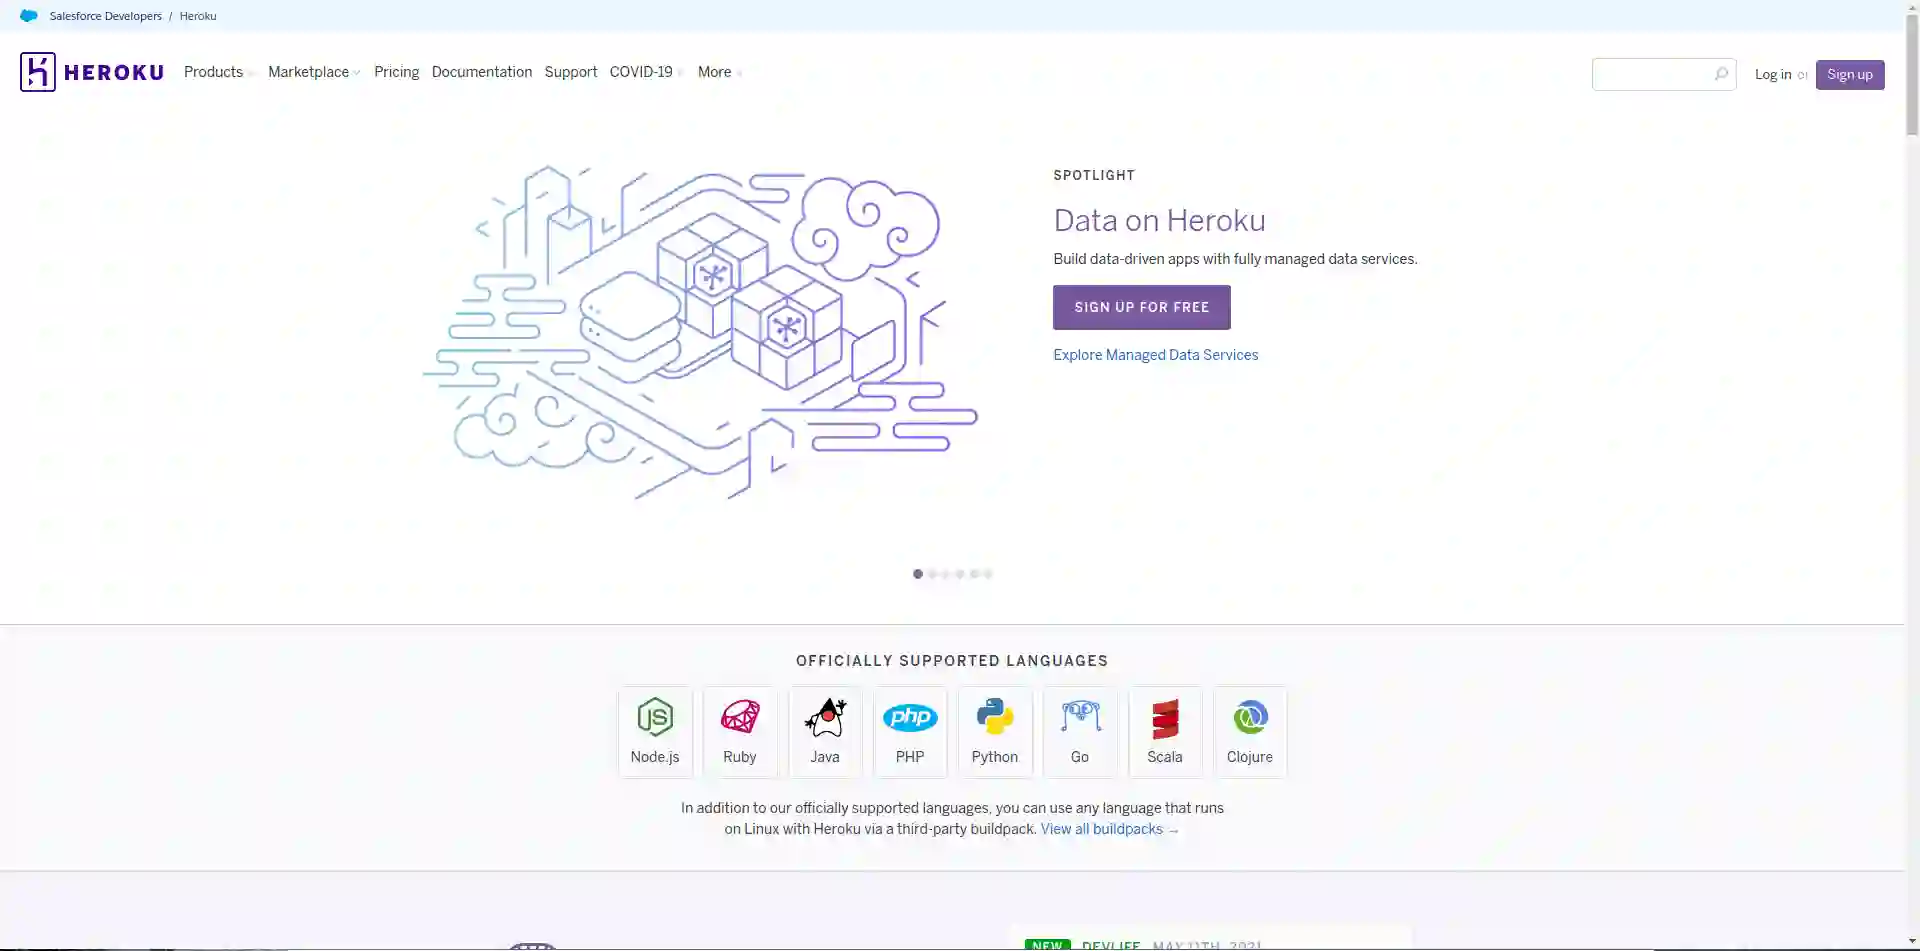 Salesforce Developers / Heroku
HEROKU Products Marketplace Pricing Documentation Support COVID-19 More
Log in or Sign up
SPOTLIGHT
Data on Heroku
Build data-driven apps with fully managed data services.
SIGN UP FOR FREE
Explore Managed Data Services
OFFICIALLY SUPPORTED LANGUAGES
JS php
Node.js Ruby Java PHP Python Go Scala Clojure
In addition to our officially supported languages, you can use any language that runs
on Linux with Heroku via a third-party buildpack. View all buildpacks →
NEW DEVLIFE MAY 11TH, 2021